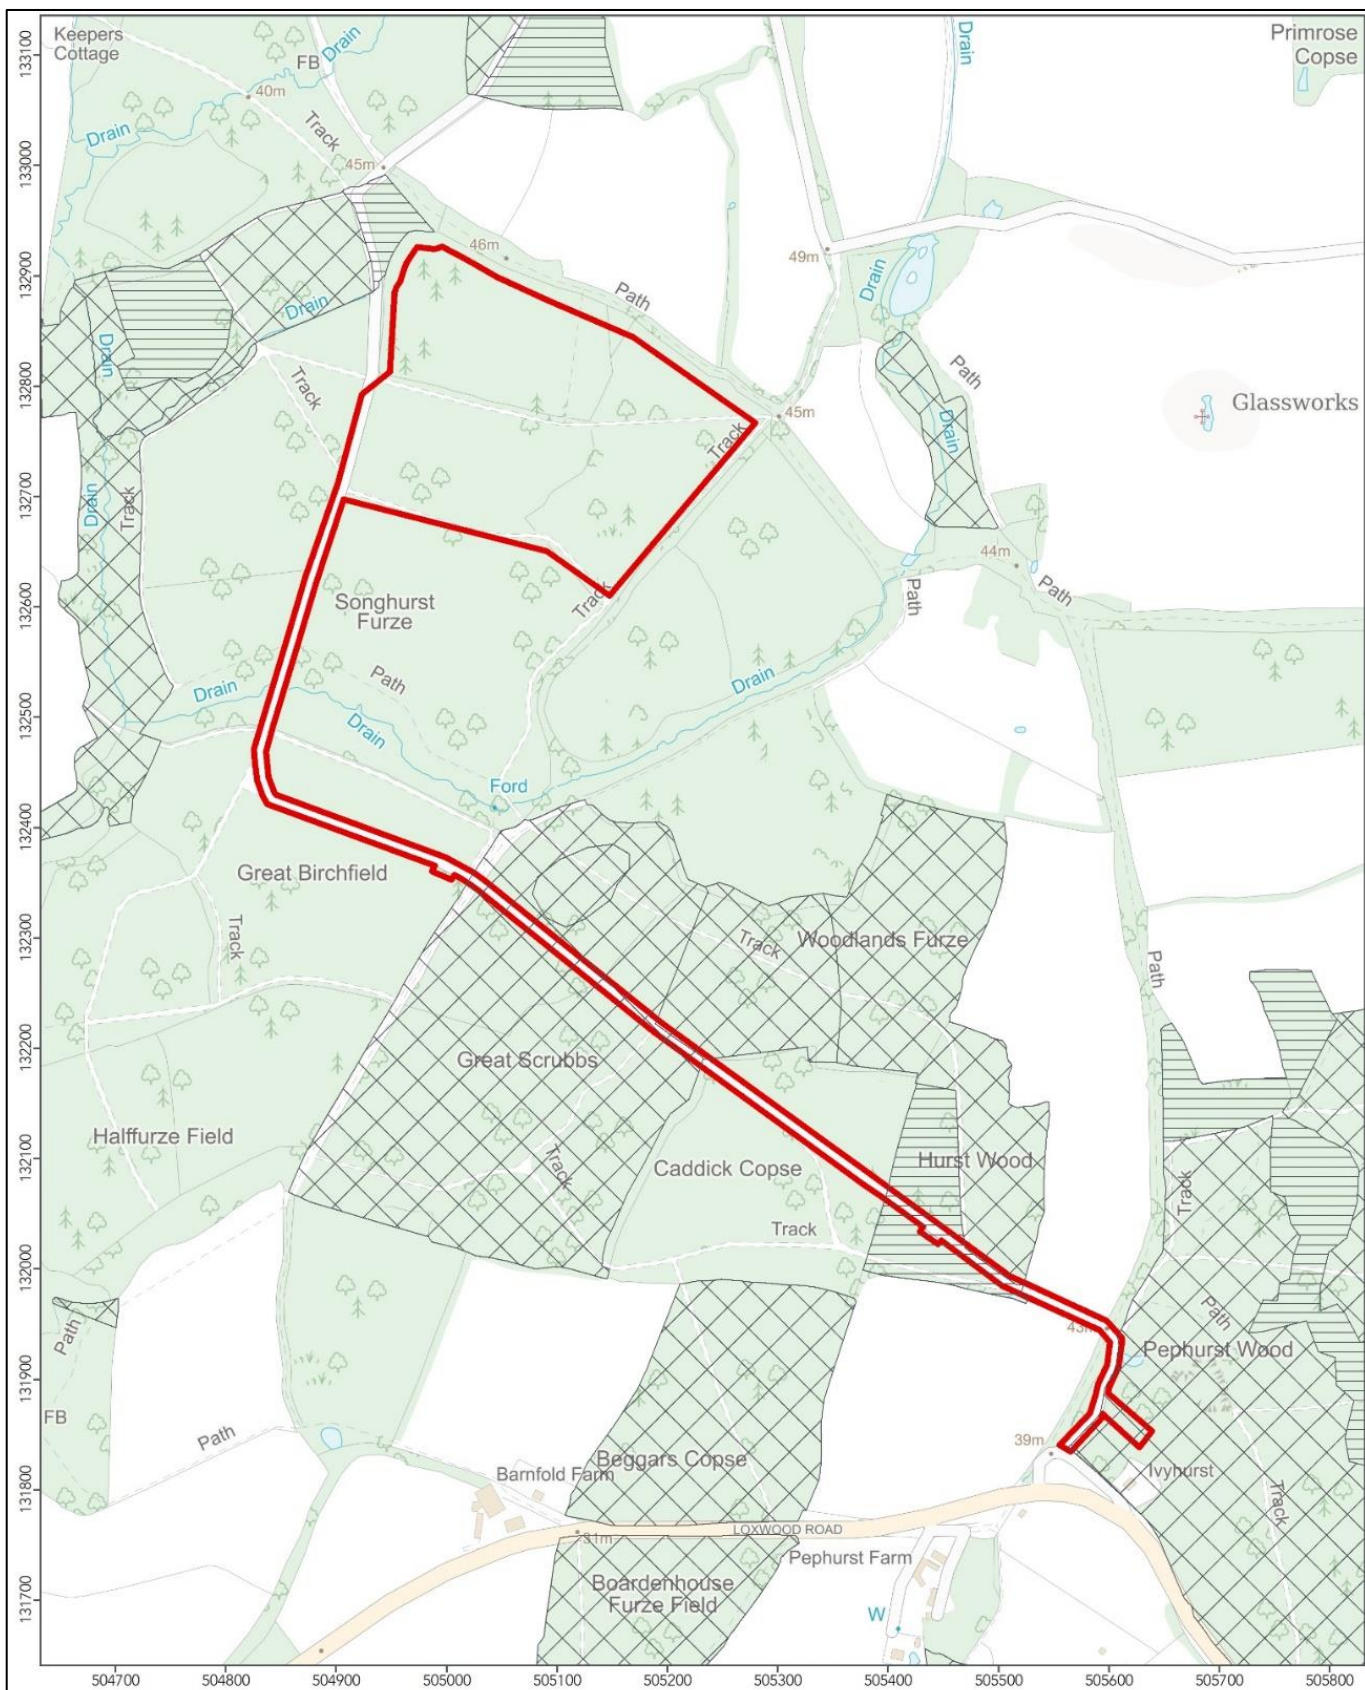 Keepers
Cottage
FB
Drain
Drain
Primrose
Copse
40m
Track
Drain
45m
46m
49m
Path
Drain
Drain
Drain
Path
Track
Glassworks
45m
Track
Drain
Drain
Track
44m
Path
Songhurst
Furze
Track
Path
Path
Drain
Drain
Drain
Ford
Great Birchfield
Track
Track
Woodlands Furze
Path
Great Scrubbs
Halffurze Field
Caddick Copse
Hurst Wood
Track
Track
Track
Path
Path
43m
Pephurst Wood
FB
Path
39m
Beggars Copse
Barnfold Farm
Ivyhurst
Track
LOXWOOD ROAD
31m
Pephurst Farm
Boardenhouse
Furze Field
W
133100
133000
132900
132800
132700
132600
132500
132400
132300
132200
132100
132000
131900
131800
131700
504700 504800 504900 505000 505100 505200 505300 505400 505500 505600 505700 505800